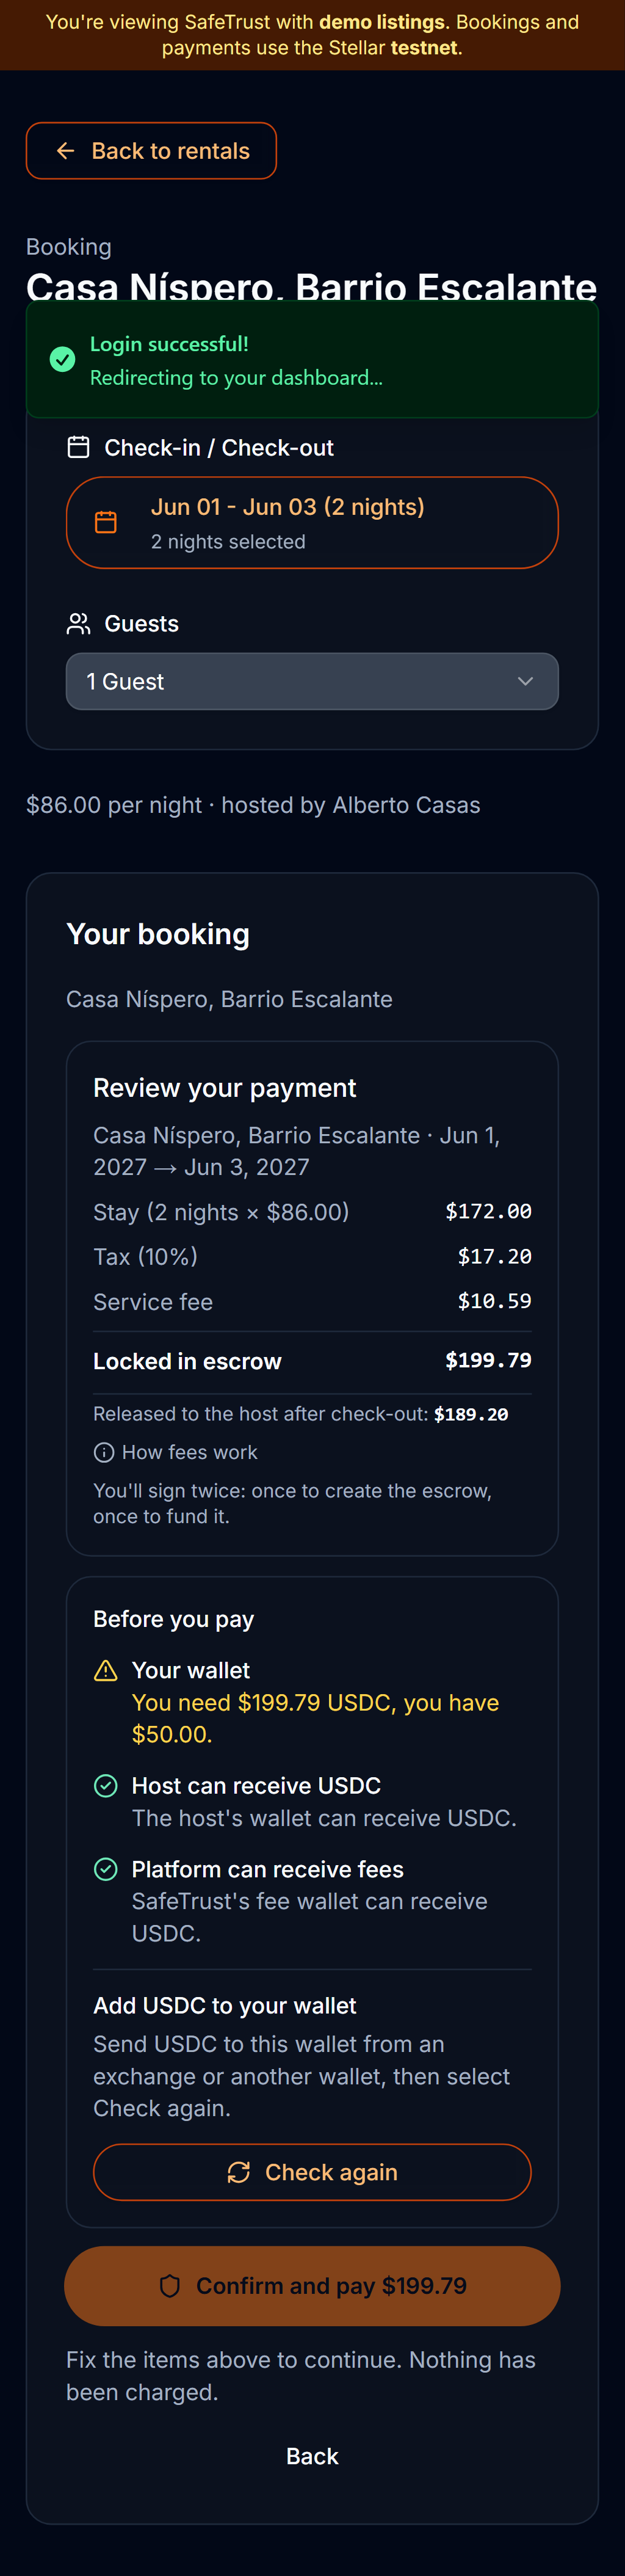 You're viewing SafeTrust with demo listings. Bookings and
payments use the Stellar testnet.
Back to rentals
Booking
Casa Níspero, Barrio Escalante
Login successful!
Redirecting to your dashboard...
Check-in / Check-out
Jun 01 - Jun 03 (2 nights)
2 nights selected
Guests
1 Guest
$86.00 per night · hosted by Alberto Casas
Your booking
Casa Níspero, Barrio Escalante
Review your payment
Casa Níspero, Barrio Escalante · Jun 1,
2027 → Jun 3, 2027
Stay (2 nights × $86.00) $172.00
Tax (10%) $17.20
Service fee $10.59
Locked in escrow $199.79
Released to the host after check-out: $189.20
How fees work
You'll sign twice: once to create the escrow,
once to fund it.
Before you pay
Your wallet
You need $199.79 USDC, you have
$50.00.
Host can receive USDC
The host's wallet can receive USDC.
Platform can receive fees
SafeTrust's fee wallet can receive
USDC.
Add USDC to your wallet
Send USDC to this wallet from an
exchange or another wallet, then select
Check again.
Check again
Confirm and pay $199.79
Fix the items above to continue. Nothing has
been charged.
Back